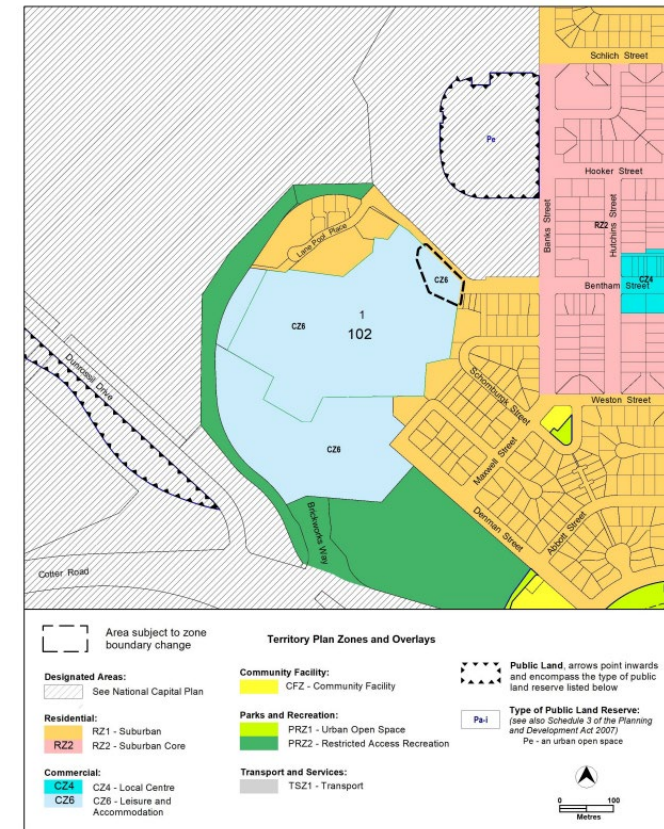 Schlich Street
Pe
Hooker Street
Banks Street
RZ2
Hutchins Street
Lane Pool Place
CZ6
CZ4
Bentham Street
1
102
CZ6
Dunrossil Drive
Schomburgk Street
Weston Street
CZ6
Maxwell Street
Denman Street
Abbott Street
Brickworks Way
Cotter Road
Area subject to zone
boundary change
Territory Plan Zones and Overlays
Designated Areas:
See National Capital Plan
Residential:
RZ1 - Suburban
RZ2 RZ2 - Suburban Core
Commercial:
CZ4 CZ4 - Local Centre
CZ6 CZ6 - Leisure and
Accommodation
Community Facility:
CFZ - Community Facility
Parks and Recreation:
PRZ1 - Urban Open Space
PRZ2 - Restricted Access Recreation
Transport and Services:
TSZ1 - Transport
Public Land, arrows point inwards
and encompass the type of public
land reserve listed below
Pa-i
Type of Public Land Reserve:
(see also Schedule 3 of the Planning
and Development Act 2007)
Pe - an urban open space
0 100
Metres